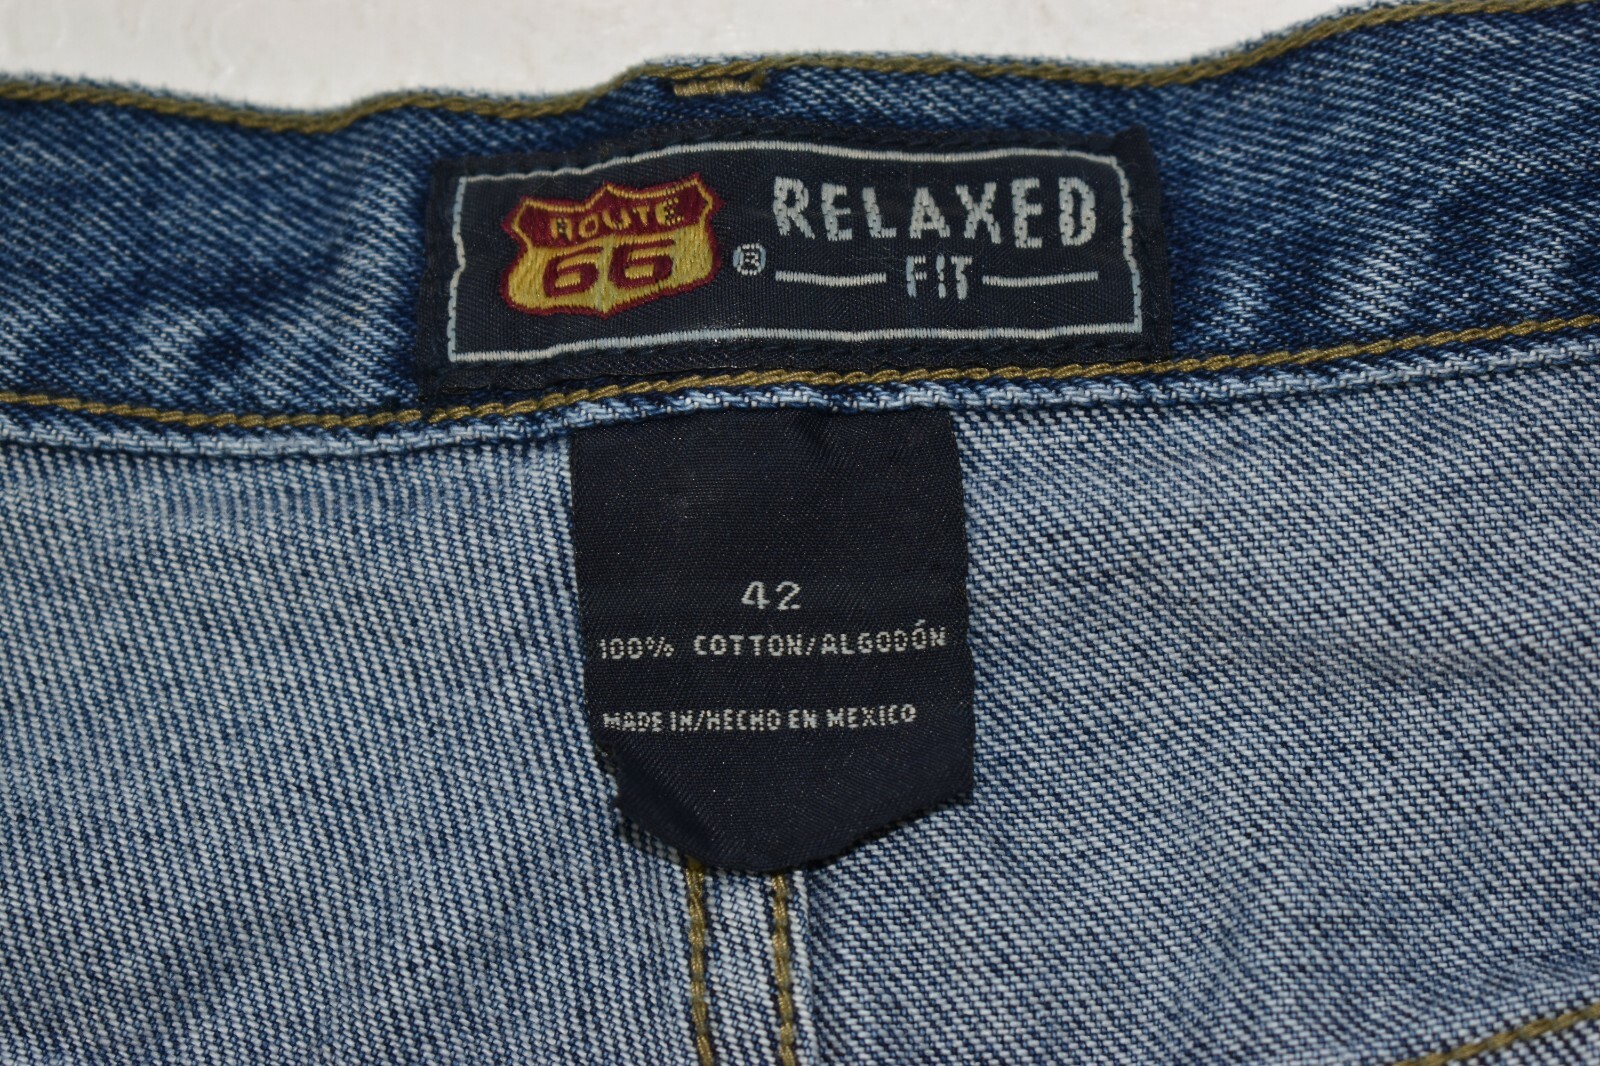 ROUTE
66 ®
RELAXED
FIT
42
100% COTTON/ALGODÓN
MADE IN/HECHO EN MEXICO